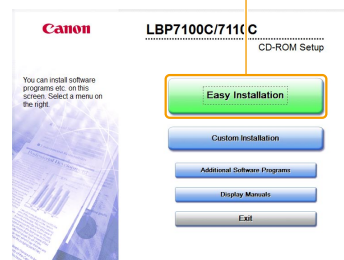 Canon
LBP7100C/7110C
CD-ROM Setup
You can install software
programs etc. on this
screen. Select a menu on
the right.
Easy Installation
Custom Installation
Additional Software Programs
Display Manuals
Exit